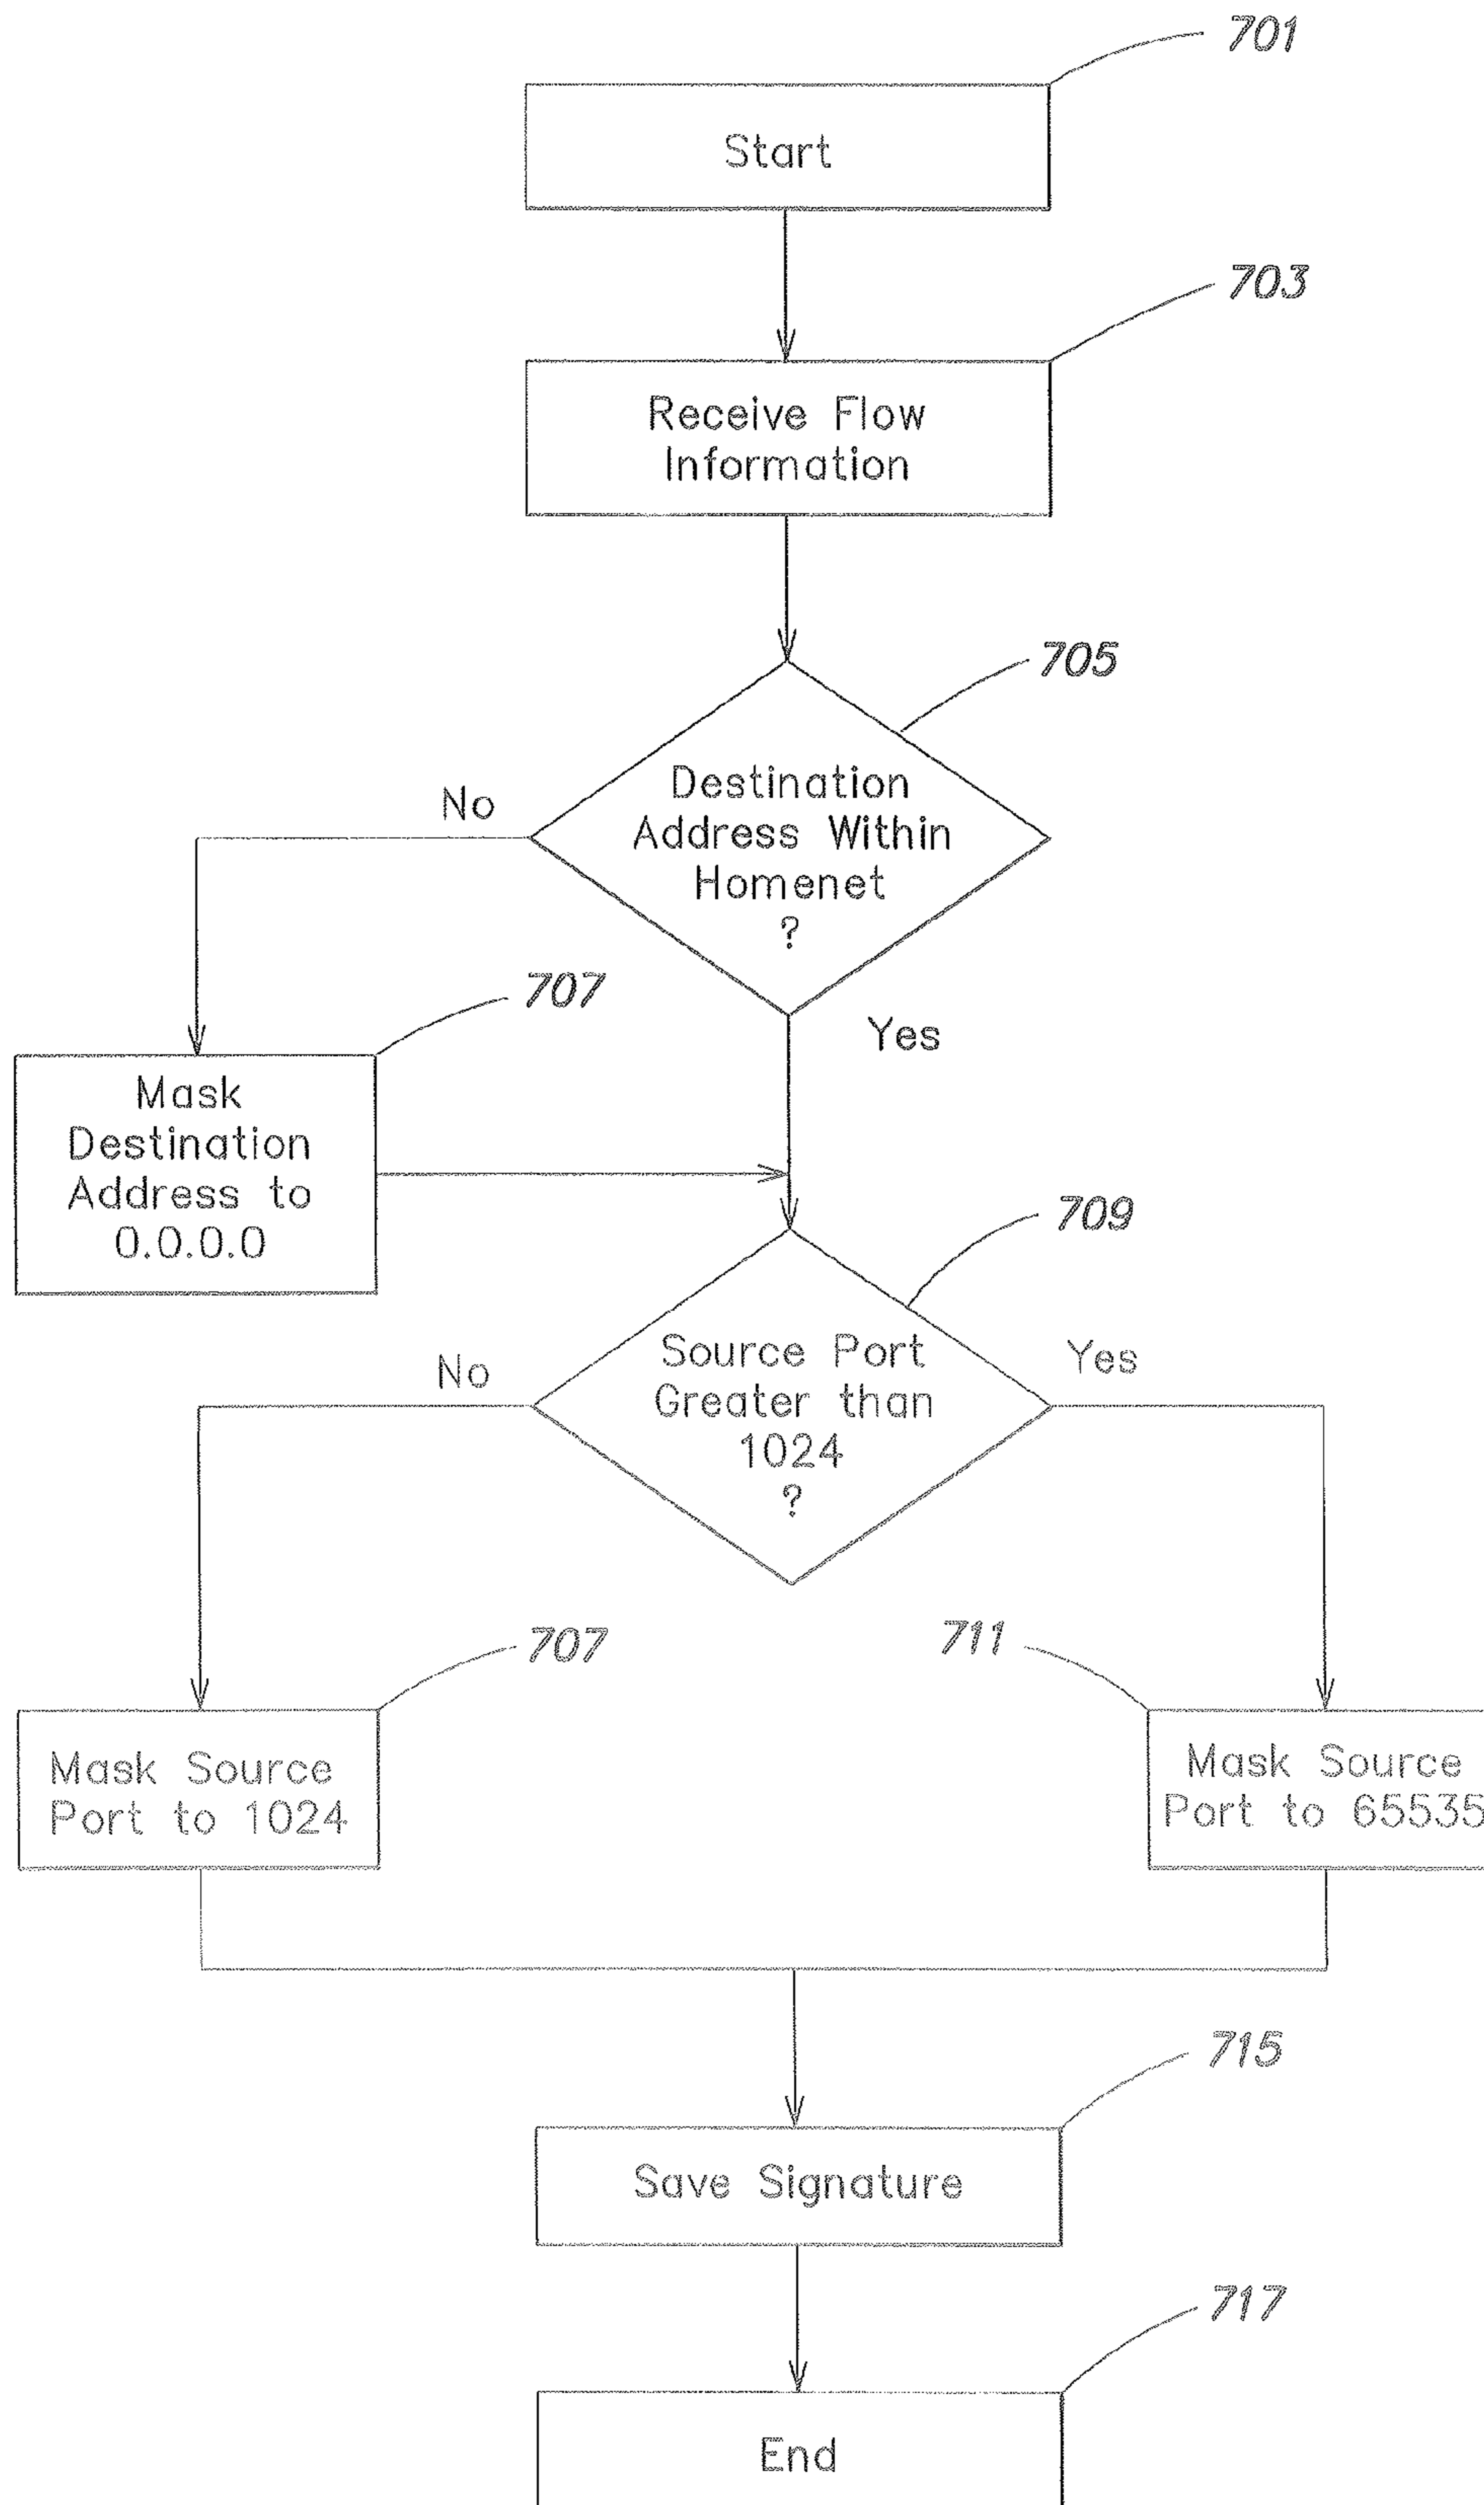 701
Start
703
Receive Flow
Information
705
Destination
Address Within
Homenet
?
No
Yes
707
Mask
Destination
Address to
0.0.0.0
709
Source Port
Greater than
1024
?
No
Yes
707
Mask Source
Port to 1024
711
Mask Source
Port to 65535
715
Save Signature
717
End